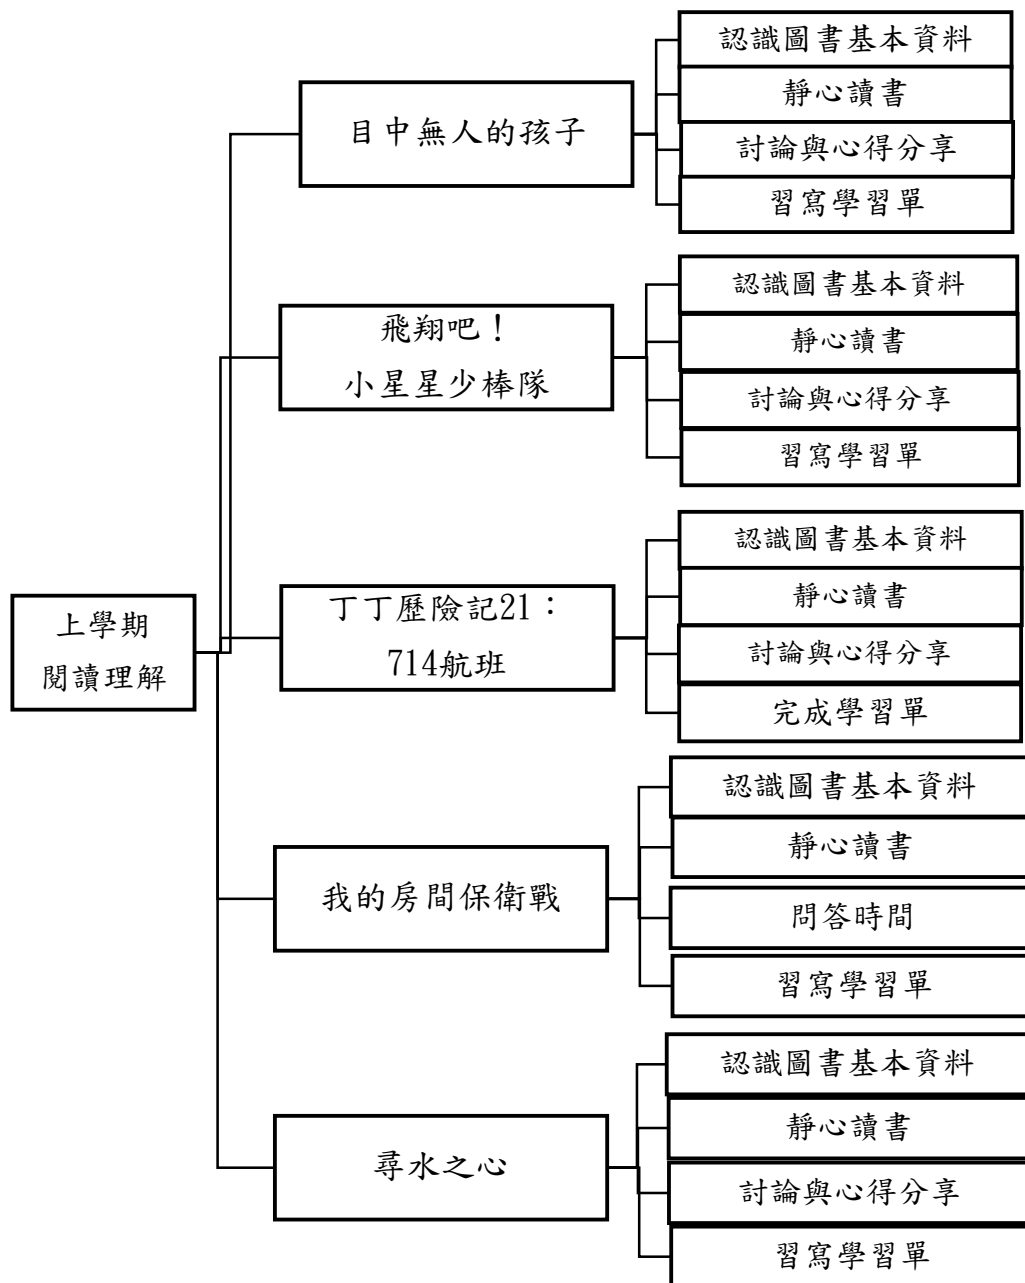 上學期
閱讀理解
目中無人的孩子
認識圖書基本資料
靜心讀書
討論與心得分享
習寫學習單
飛翔吧！
小星星少棒隊
認識圖書基本資料
靜心讀書
討論與心得分享
習寫學習單
丁丁歷險記21：
714航班
認識圖書基本資料
靜心讀書
討論與心得分享
完成學習單
我的房間保衛戰
認識圖書基本資料
靜心讀書
問答時間
習寫學習單
尋水之心
認識圖書基本資料
靜心讀書
討論與心得分享
習寫學習單